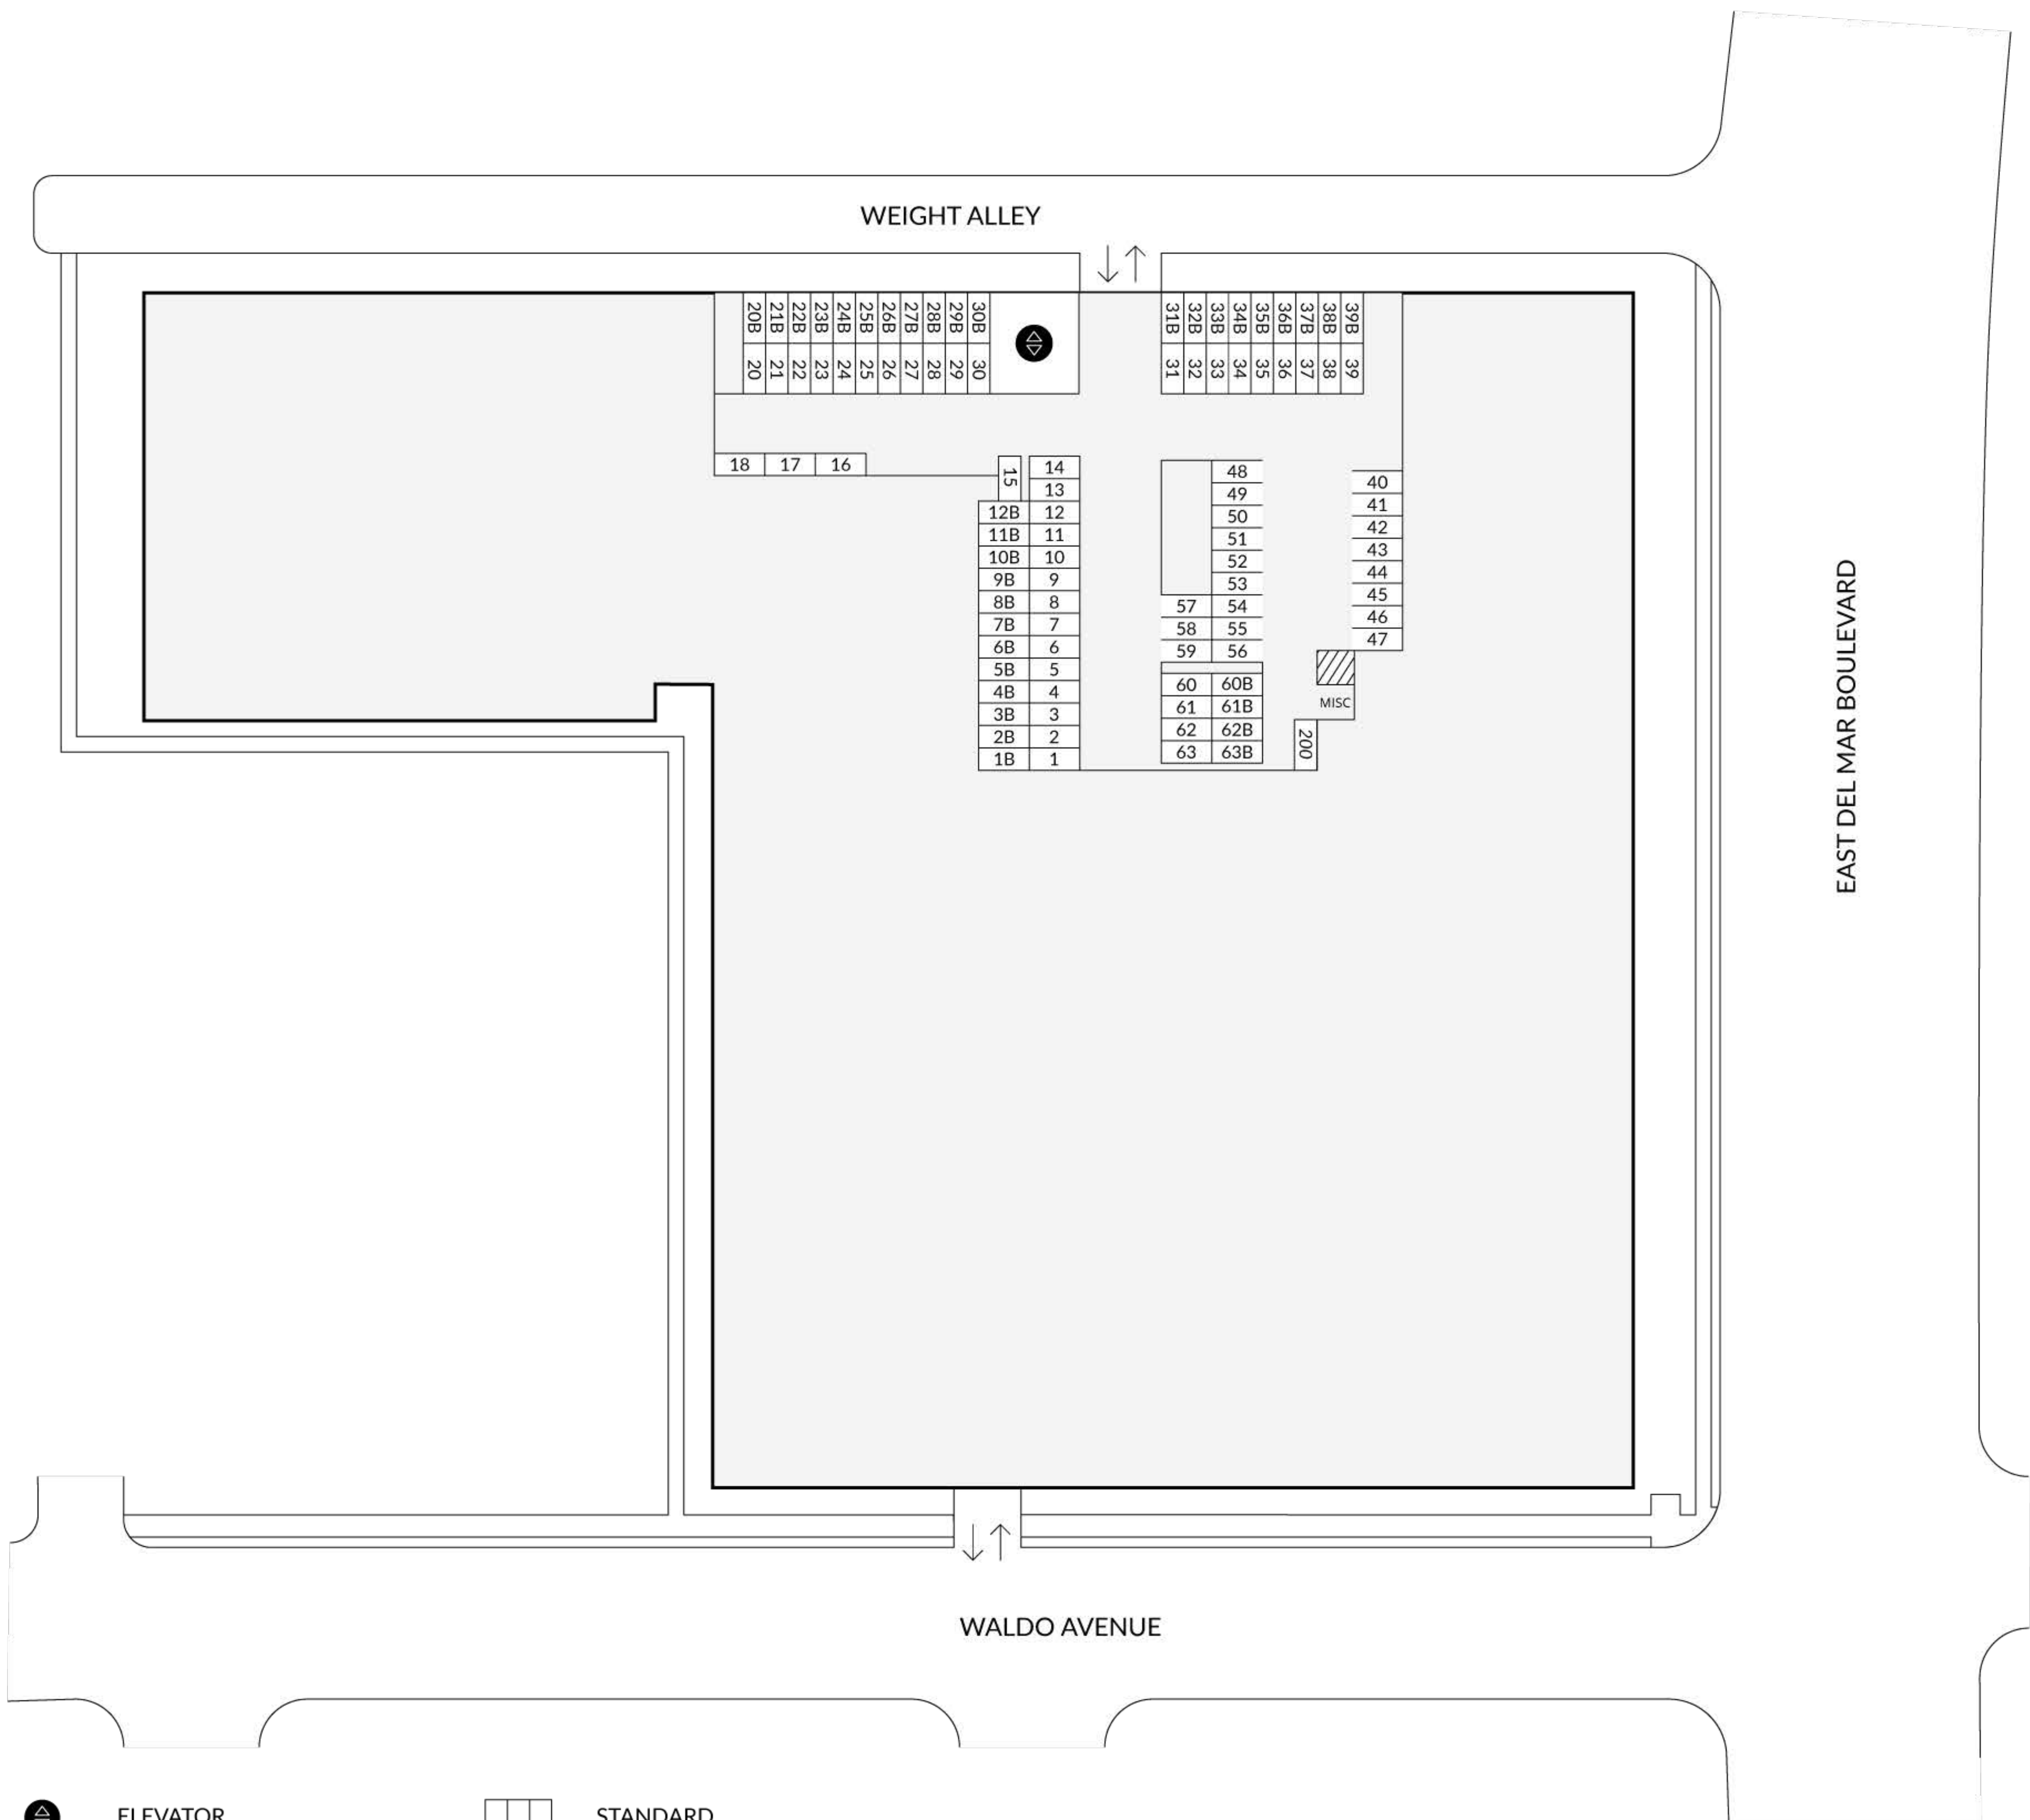 WEIGHT ALLEY
20B 21B 22B 23B 24B 25B 26B 27B 28B 29B 30B 31B 32B 33B 34B 35B 36B 37B 38B 39B
20 21 22 23 24 25 26 27 28 29 30 31 32 33 34 35 36 37 38 39
18 17 16
15
14
13
12B 12
11B 11
10B 10
9B 9
8B 8
7B 7
6B 6
5B 5
4B 4
3B 3
2B 2
1B 1
48
49
50
51
52
53
57 54
58 55
59 56
60 60B
61 61B
62 62B
63 63B
40
41
42
43
44
45
46
47
MISC
200
EAST DEL MAR BOULEVARD
WALDO AVENUE
ELEVATOR
STANDARD